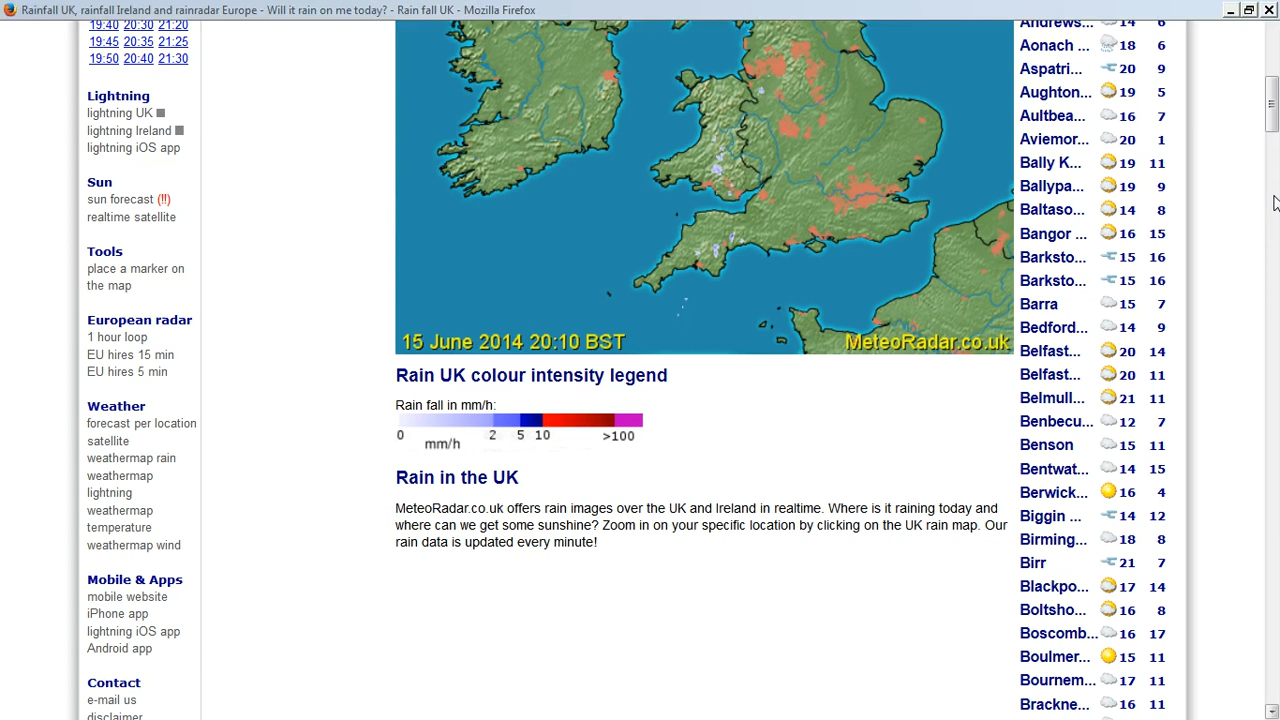 Rainfall UK, rainfall Ireland and rainradar Europe - Will it rain on me today? - Rain fall UK - Mozilla Firefox
19:40 20:30 21:20
19:45 20:35 21:25
19:50 20:40 21:30
Lightning
lightning UK
lightning Ireland
lightning iOS app
Sun
sun forecast (!!)
realtime satellite
Tools
place a marker on
the map
European radar
1 hour loop
EU hires 15 min
EU hires 5 min
Weather
forecast per location
satellite
weathermap rain
weathermap
lightning
weathermap
temperature
weathermap wind
Mobile & Apps
mobile website
iPhone app
lightning iOS app
Android app
Contact
e-mail us
disclaimer
15 June 2014 20:10 BST
MeteoRadar.co.uk
Rain UK colour intensity legend
Rain fall in mm/h:
0 2 5 10 >100
mm/h
Rain in the UK
MeteoRadar.co.uk offers rain images over the UK and Ireland in realtime. Where is it raining today and
where can we get some sunshine? Zoom in on your specific location by clicking on the UK rain map. Our
rain data is updated every minute!
Andrews... 14 6
Aonach ... 18 6
Aspatri... 20 9
Aughton... 19 5
Aultbea... 16 7
Aviemor... 20 1
Bally K... 19 11
Ballypa... 19 9
Baltaso... 14 8
Bangor ... 16 15
Barksto... 15 16
Barksto... 15 16
Barra 15 7
Bedford... 14 9
Belfast... 20 14
Belfast... 20 11
Belmull... 21 11
Benbecu... 12 7
Benson 15 11
Bentwat... 14 15
Berwick... 16 4
Biggin ... 14 12
Birming... 18 8
Birr 21 7
Blackpo... 17 14
Boltsho... 16 8
Boscomb... 16 17
Boulmer... 15 11
Bournem... 17 11
Brackne... 16 11